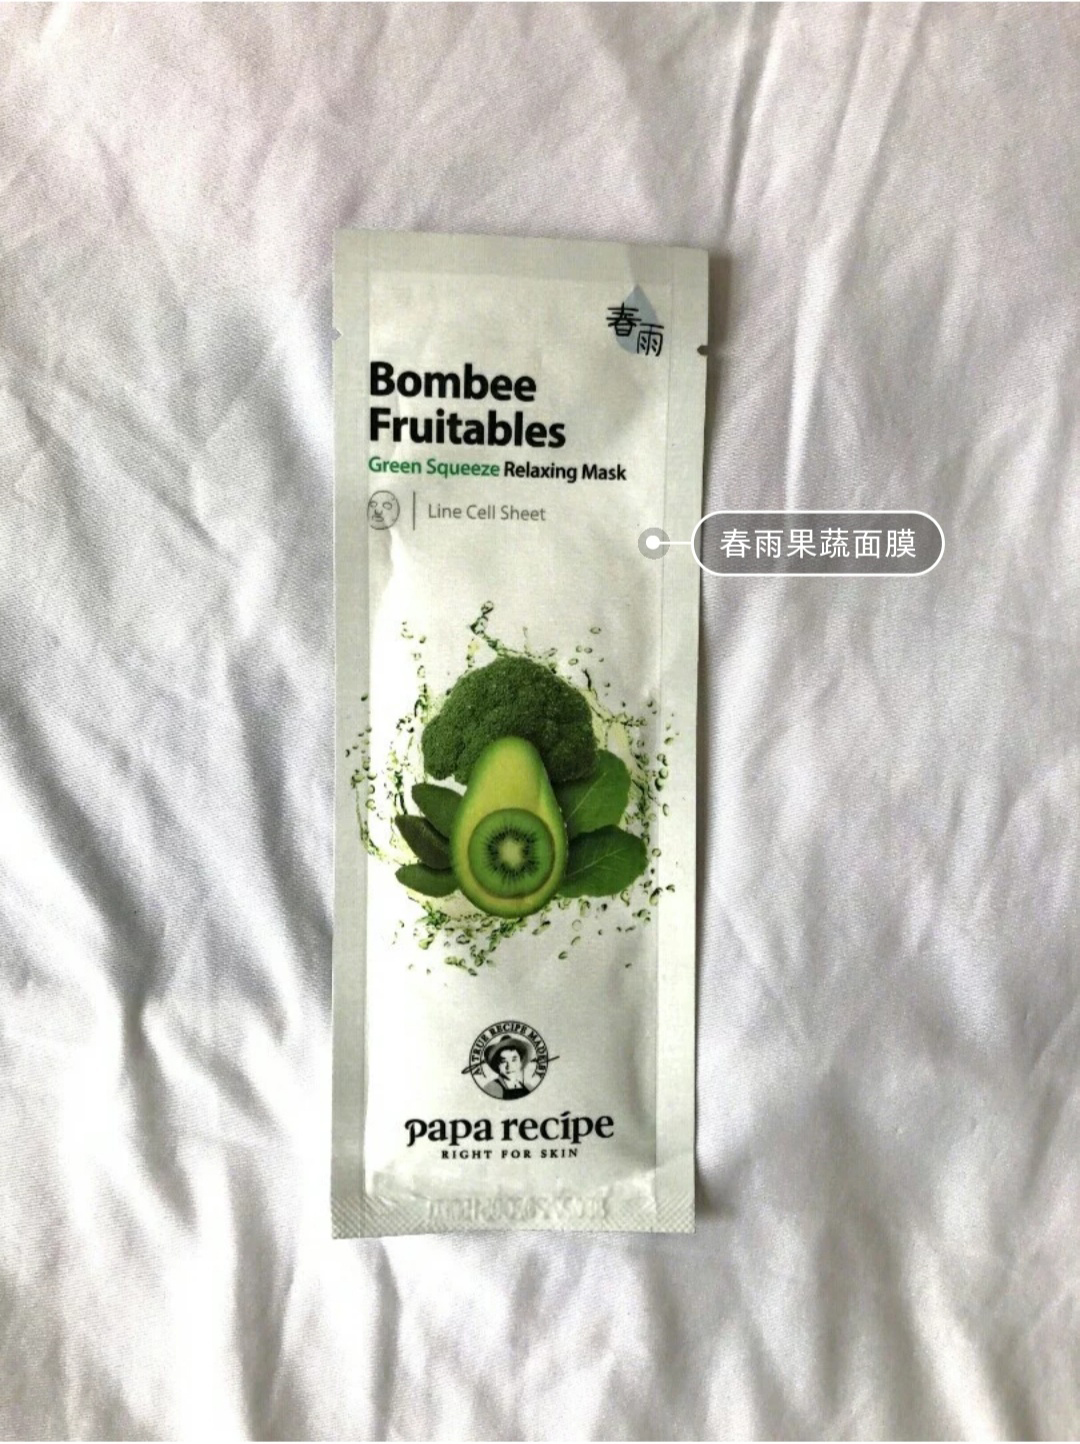 春雨
Bombee
Fruitables
Green Squeeze Relaxing Mask
Line Cell Sheet
春雨果蔬面膜
papa recipe
RIGHT FOR SKIN